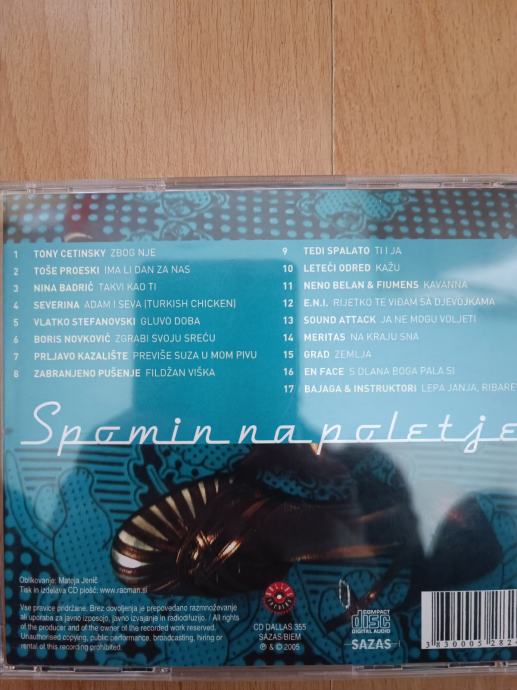 1 TONY CETINSKY ZBOG NJE
2 TOŠE PROESKI IMA LI DAN ZA NAS
3 NINA BADRIĆ TAKVI KAO TI
4 SEVERINA ADAM I SEVA (TURKISH CHICKEN)
5 VLATKO STEFANOVSKI GLUVO DOBA
6 BORIS NOVKOVIĆ ZGRABI SVOJU SREĆU
7 PRLJAVO KAZALIŠTE PREVIŠE SUZA U MOM PIVU
8 ZABRANJENO PUŠENJE FILDŽAN VIŠKA
9 TEDI SPALATO TI I JA
10 LETEĆI ODRED KAŽU
11 NENO BELAN & FIUMENS KAVANNA
12 E.N.I. RIJETKO TE VIĐAM SA DJEVOJKAMA
13 SOUND ATTACK JA NE MOGU VOLJETI
14 MERITAS NA KRAJU SNA
15 GRAD ZEMLJA
16 EN FACE S DLANA BOGA PALA SI
17 BAJAGA & INSTRUKTORI LEPA JANJA, RIBARE
Spomin na poletje
Oblikovanje: Mateja Jenič
Tisk in izdelava CD plošč: www.racman.si
Vse pravice pridržane. Brez dovoljenja je prepovedano razmnoževanje
ali uporaba za javno izposojo, javno izvajanje in radiodifuzijo. / All rights
of the producer and of the owner of the recorded work reserved.
Unauthorised copying, public performance, broadcasting, hiring or
rental of this recording prohibited.
CD DALLAS 355
SAZAS/BIEM
℗ & © 2005
COMPACT
disc
DIGITAL AUDIO
SAZAS
3 830005 2824